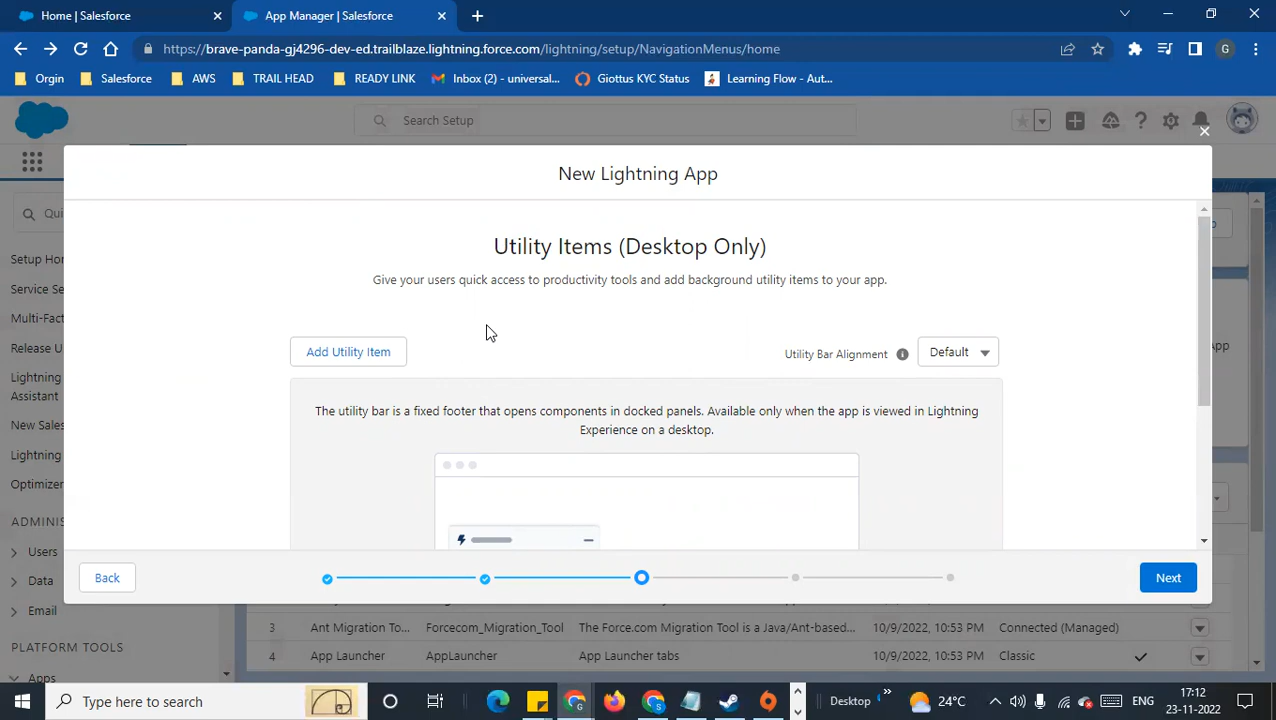 Home | Salesforce
App Manager | Salesforce
https://brave-panda-gj4296-dev-ed.trailblaze.lightning.force.com/lightning/setup/NavigationMenus/home
G
Orgin
Salesforce
AWS
TRAIL HEAD
READY LINK
Inbox (2) - universal...
Giottus KYC Status
Learning Flow - Aut...
Search Setup
New Lightning App
Qui
Utility Items (Desktop Only)
Setup Hom
Give your users quick access to productivity tools and add background utility items to your app.
Service Se
Multi-Fact
Release U
Add Utility Item
Utility Bar Alignment
Default
App
Lightning
Assistant
The utility bar is a fixed footer that opens components in docked panels. Available only when the app is viewed in Lightning
Experience on a desktop.
New Sales
Lightning
Optimizer
ADMINIS
Users
Data
Email
Back
Next
3 Ant Migration To... Forcecom_Migration_Tool The Force.com Migration Tool is a Java/Ant-based... 10/9/2022, 10:53 PM Connected (Managed)
PLATFORM TOOLS
4 App Launcher AppLauncher App Launcher tabs 10/9/2022, 10:53 PM Classic
Apps
Type here to search
Desktop
24°C
ENG
17:12
23-11-2022